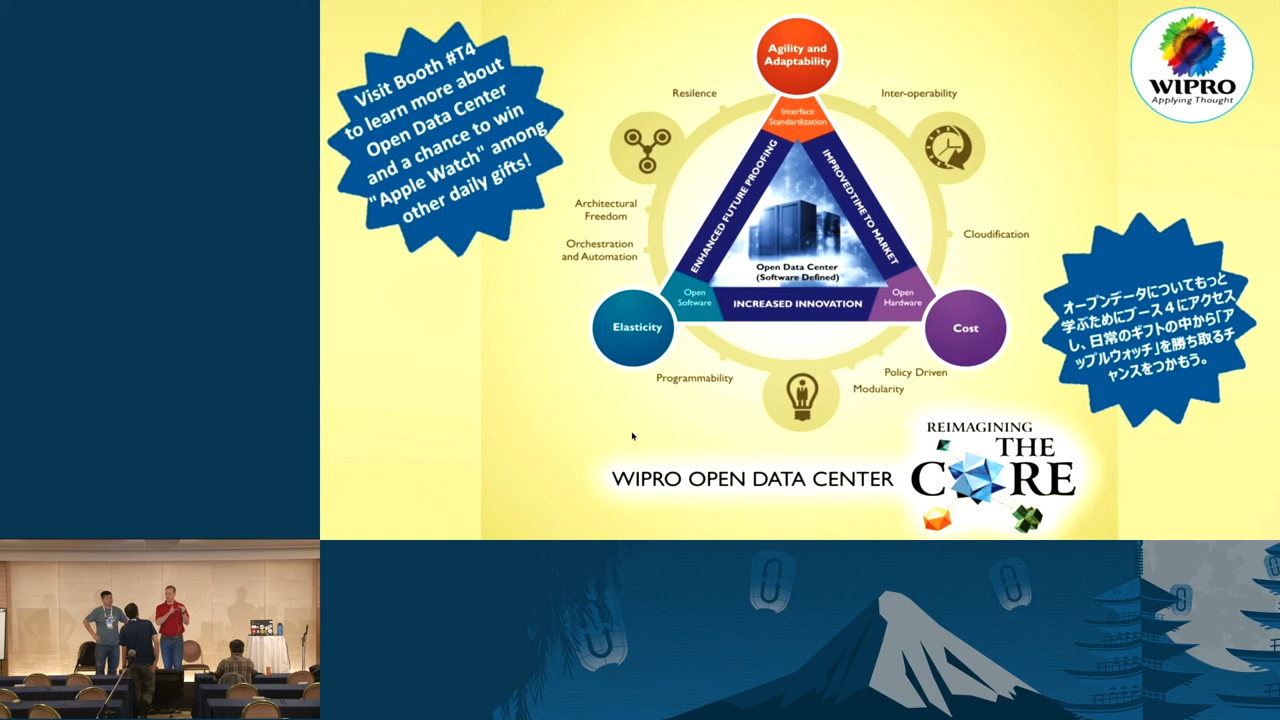 Visit Booth #T4
to learn more about
Open Data Center
and a chance to win
"Apple Watch" among
other daily gifts!
Agility and
Adaptability
WIPRO
Applying Thought
Resilence
Inter-operability
Interface
Standardization
ENHANCED FUTURE PROOFING
IMPROVEDTIME TO MARKET
Architectural
Freedom
Orchestration
and Automation
Cloudification
Open Data Center
(Software Defined)
Open
Software
INCREASED INNOVATION
Open
Hardware
Elasticity
Cost
オープンデータについてもっと
学ぶためにブース４にアクセス
し、日常のギフトの中から「ア
ップルウォッチ」を勝ち取るチ
ャンスをつかもう。
Programmability
Policy Driven
Modularity
WIPRO OPEN DATA CENTER
REIMAGINING
THE
CORE